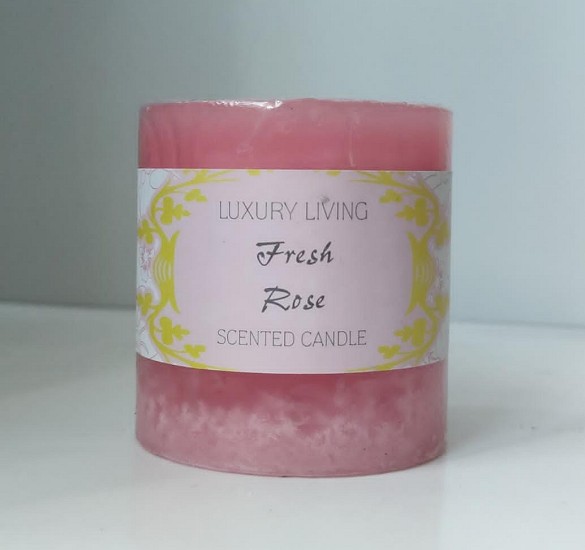 LUXURY LIVING
Fresh
Rose
SCENTED CANDLE